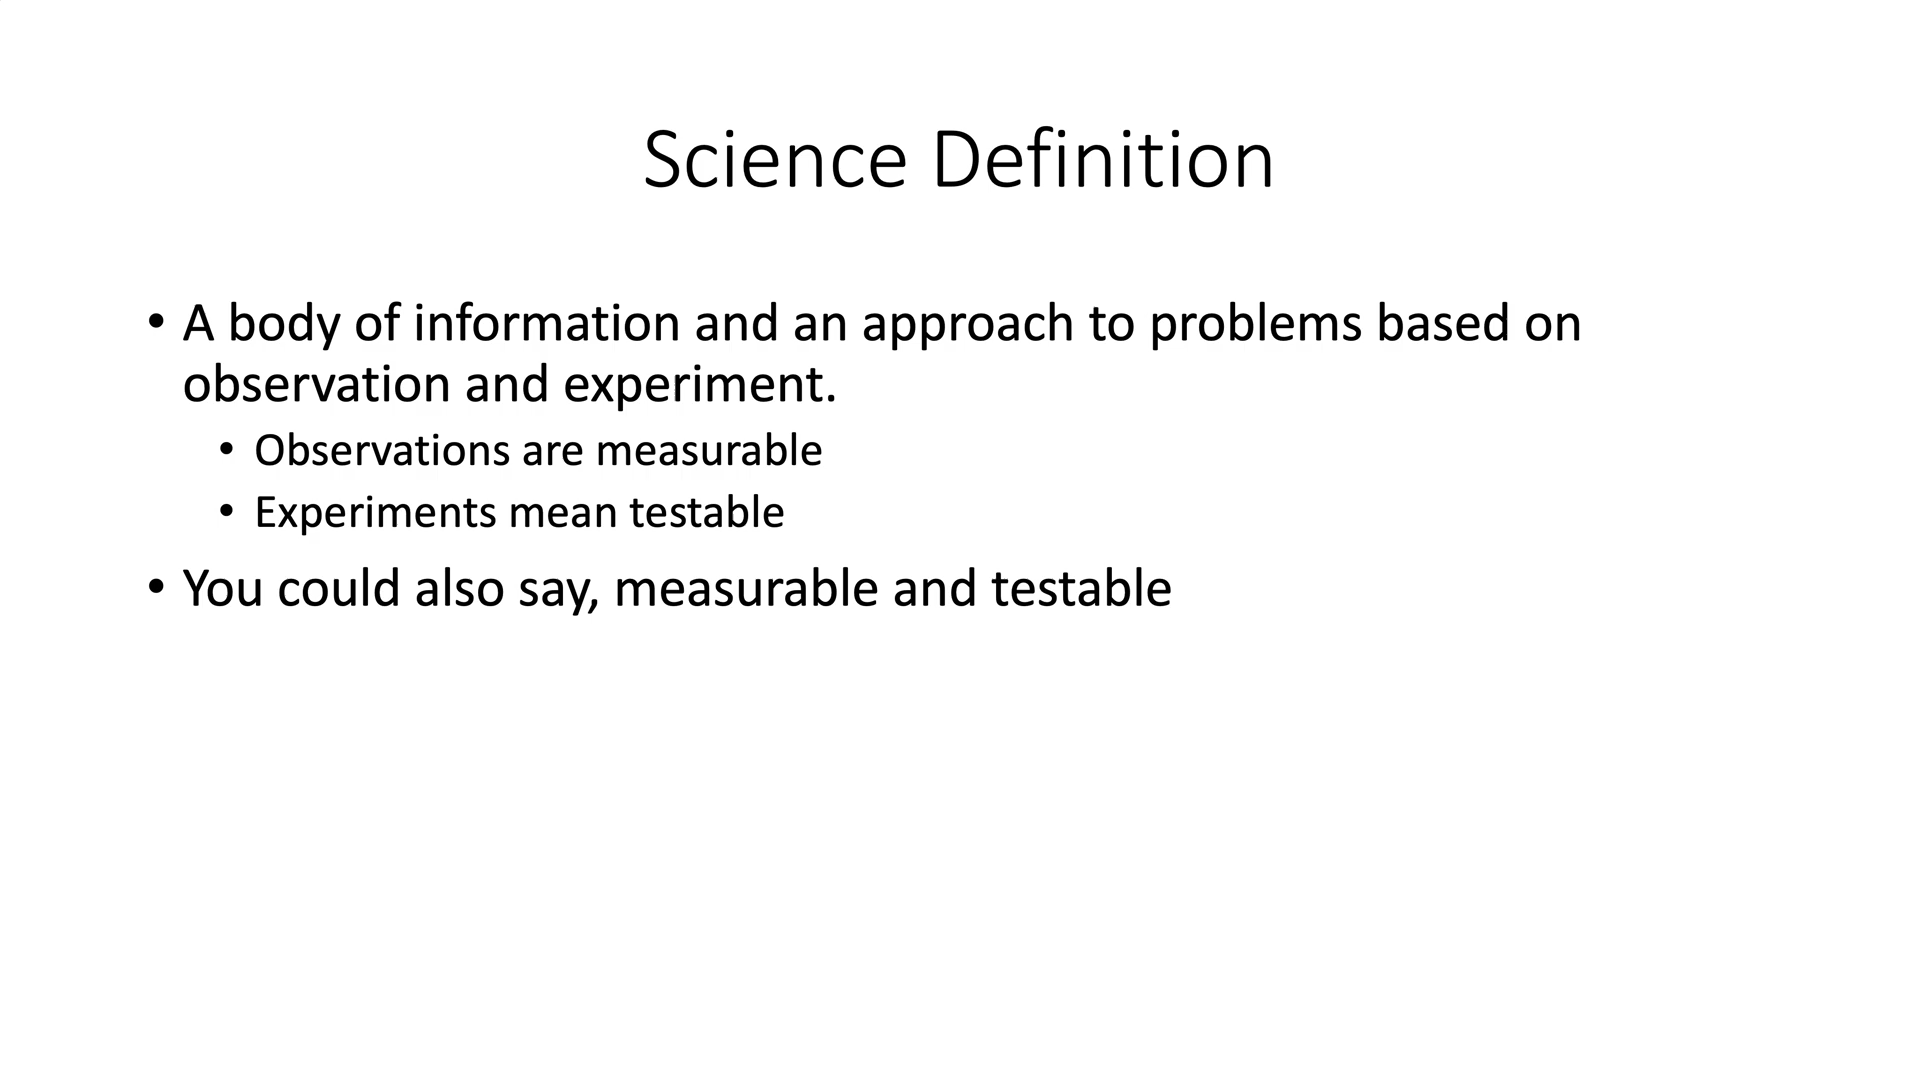 Science Definition
• A body of information and an approach to problems based on
observation and experiment.
• Observations are measurable
• Experiments mean testable
• You could also say, measurable and testable